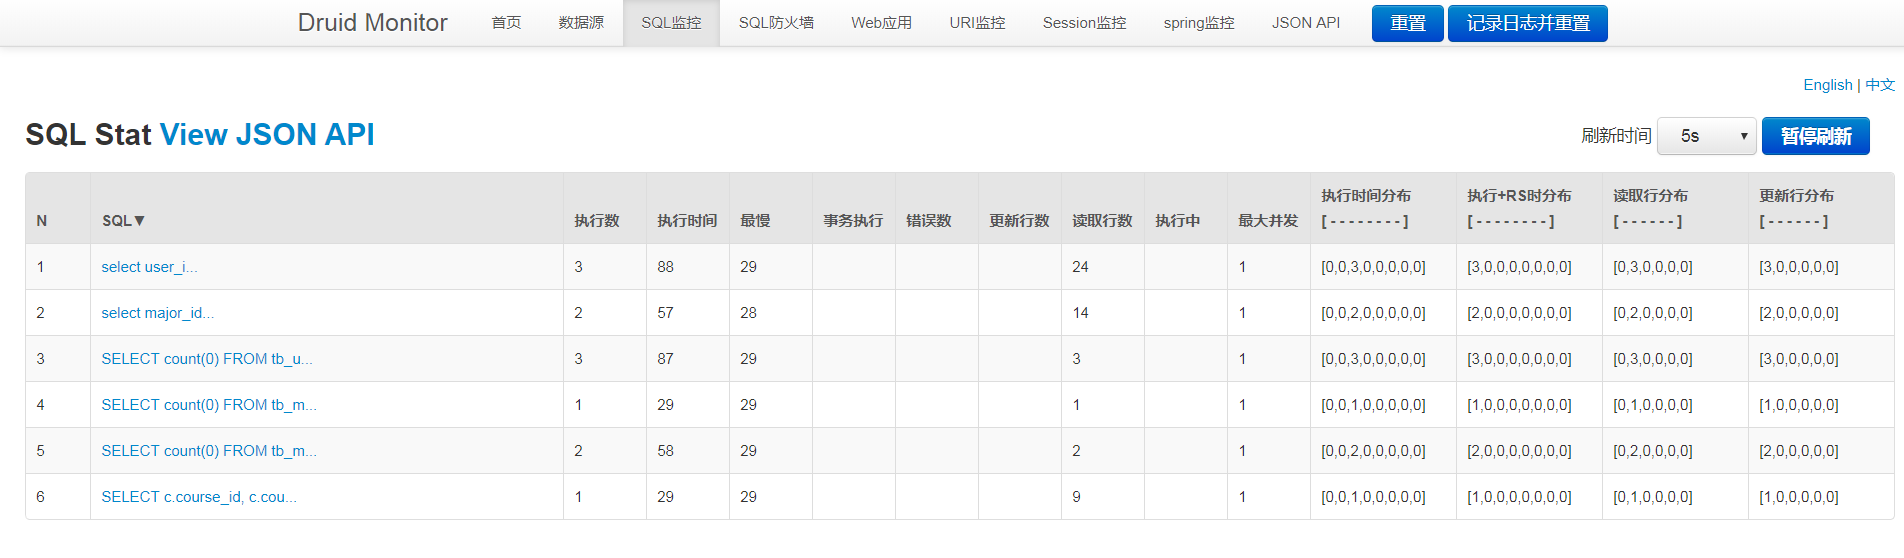 Druid Monitor 首页 数据源 SQL监控 SQL防火墙 Web应用 URI监控 Session监控 spring监控 JSON API 重置 记录日志并重置
English | 中文
SQL Stat View JSON API 刷新时间 5s 暂停刷新
N SQL▼ 执行数 执行时间 最慢 事务执行 错误数 更新行数 读取行数 执行中 最大并发 执行时间分布 [ - - - - - - - - ] 执行+RS时分布 [ - - - - - - - - ] 读取行分布 [ - - - - - - ] 更新行分布 [ - - - - - - ]
1 select user_i... 3 88 29 24 1 [0,0,3,0,0,0,0,0] [3,0,0,0,0,0,0,0] [0,3,0,0,0,0] [3,0,0,0,0,0]
2 select major_id... 2 57 28 14 1 [0,0,2,0,0,0,0,0] [2,0,0,0,0,0,0,0] [0,2,0,0,0,0] [2,0,0,0,0,0]
3 SELECT count(0) FROM tb_u... 3 87 29 3 1 [0,0,3,0,0,0,0,0] [3,0,0,0,0,0,0,0] [0,3,0,0,0,0] [3,0,0,0,0,0]
4 SELECT count(0) FROM tb_m... 1 29 29 1 1 [0,0,1,0,0,0,0,0] [1,0,0,0,0,0,0,0] [0,1,0,0,0,0] [1,0,0,0,0,0]
5 SELECT count(0) FROM tb_m... 2 58 29 2 1 [0,0,2,0,0,0,0,0] [2,0,0,0,0,0,0,0] [0,2,0,0,0,0] [2,0,0,0,0,0]
6 SELECT c.course_id, c.cou... 1 29 29 9 1 [0,0,1,0,0,0,0,0] [1,0,0,0,0,0,0,0] [0,1,0,0,0,0] [1,0,0,0,0,0]